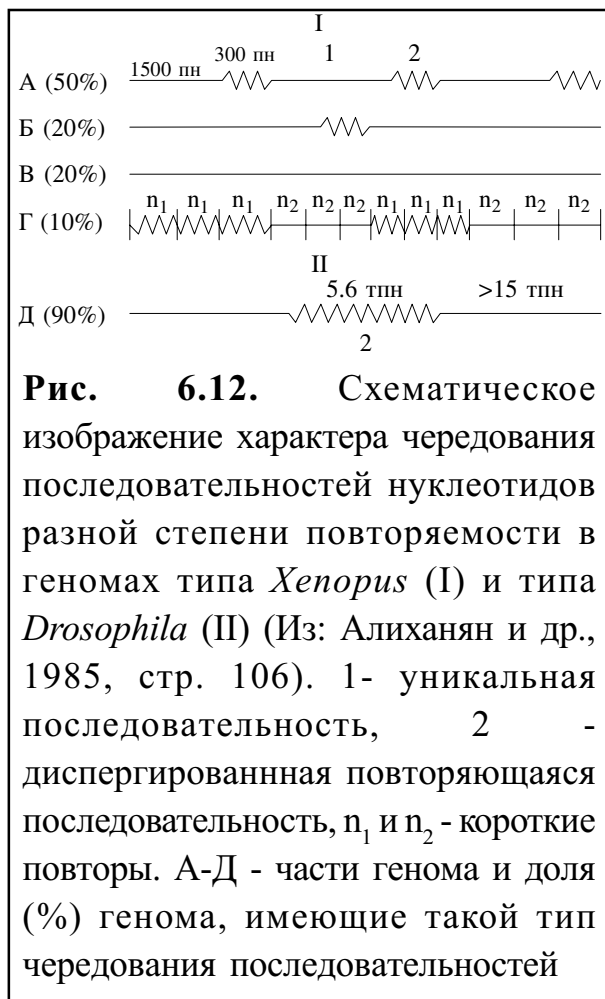 I
1500 пн 300 пн 1 2
А (50%)
Б (20%)
В (20%)
n₁ n₁ n₁ n₂ n₂ n₂ n₁ n₁ n₁ n₂ n₂ n₂
Г (10%)
II
5.6 тпн >15 тпн
Д (90%)
2
Рис. 6.12. Схематическое
изображение характера чередования
последовательностей нуклеотидов
разной степени повторяемости в
геномах типа Xenopus (I) и типа
Drosophila (II) (Из: Алиханян и др.,
1985, стр. 106). 1- уникальная
последовательность, 2 -
диспергированнная повторяющаяся
последовательность, n₁ и n₂ - короткие
повторы. А-Д - части генома и доля
(%) генома, имеющие такой тип
чередования последовательностей